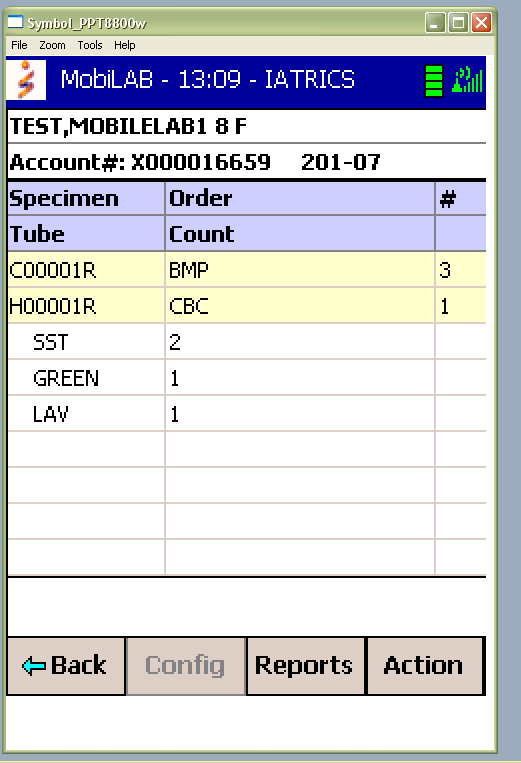 Symbol_PPT8800w
File Zoom Tools Help
MobiLAB - 13:09 - IATRICS
TEST,MOBILELAB1 8 F
Account#: X000016659 201-07
Specimen Order #
Tube Count
C00001R BMP 3
H00001R CBC 1
SST 2
GREEN 1
LAV 1
Back Config Reports Action